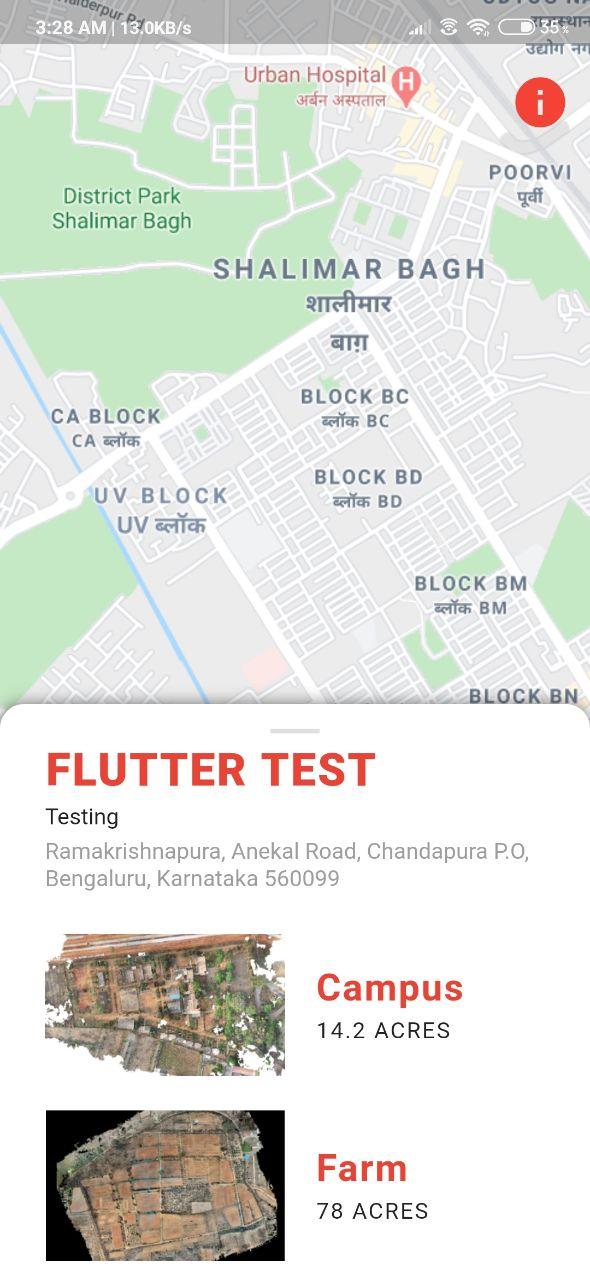 3:28 AM | 13.0KB/s
35%
उद्योग नग
Urban Hospital
अर्बन अस्पताल
H
i
POORVI
पूर्वी
District Park
Shalimar Bagh
SHALIMAR BAGH
शालीमार
बाग़
BLOCK BC
ब्लॉक BC
CA BLOCK
CA ब्लॉक
BLOCK BD
ब्लॉक BD
UV BLOCK
UV ब्लॉक
BLOCK BM
ब्लॉक BM
BLOCK BN
FLUTTER TEST
Testing
Ramakrishnapura, Anekal Road, Chandapura P.O,
Bengaluru, Karnataka 560099
Campus
14.2 ACRES
Farm
78 ACRES